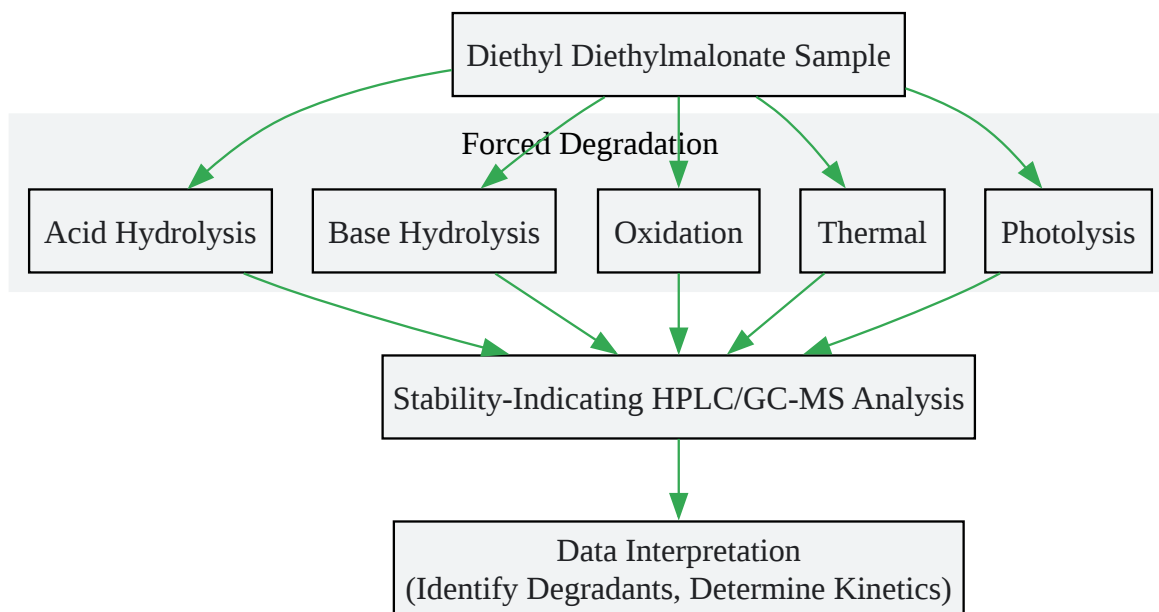 Diethyl Diethylmalonate Sample
Forced Degradation
Acid Hydrolysis
Base Hydrolysis
Oxidation
Thermal
Photolysis
Stability-Indicating HPLC/GC-MS Analysis
Data Interpretation
(Identify Degradants, Determine Kinetics)